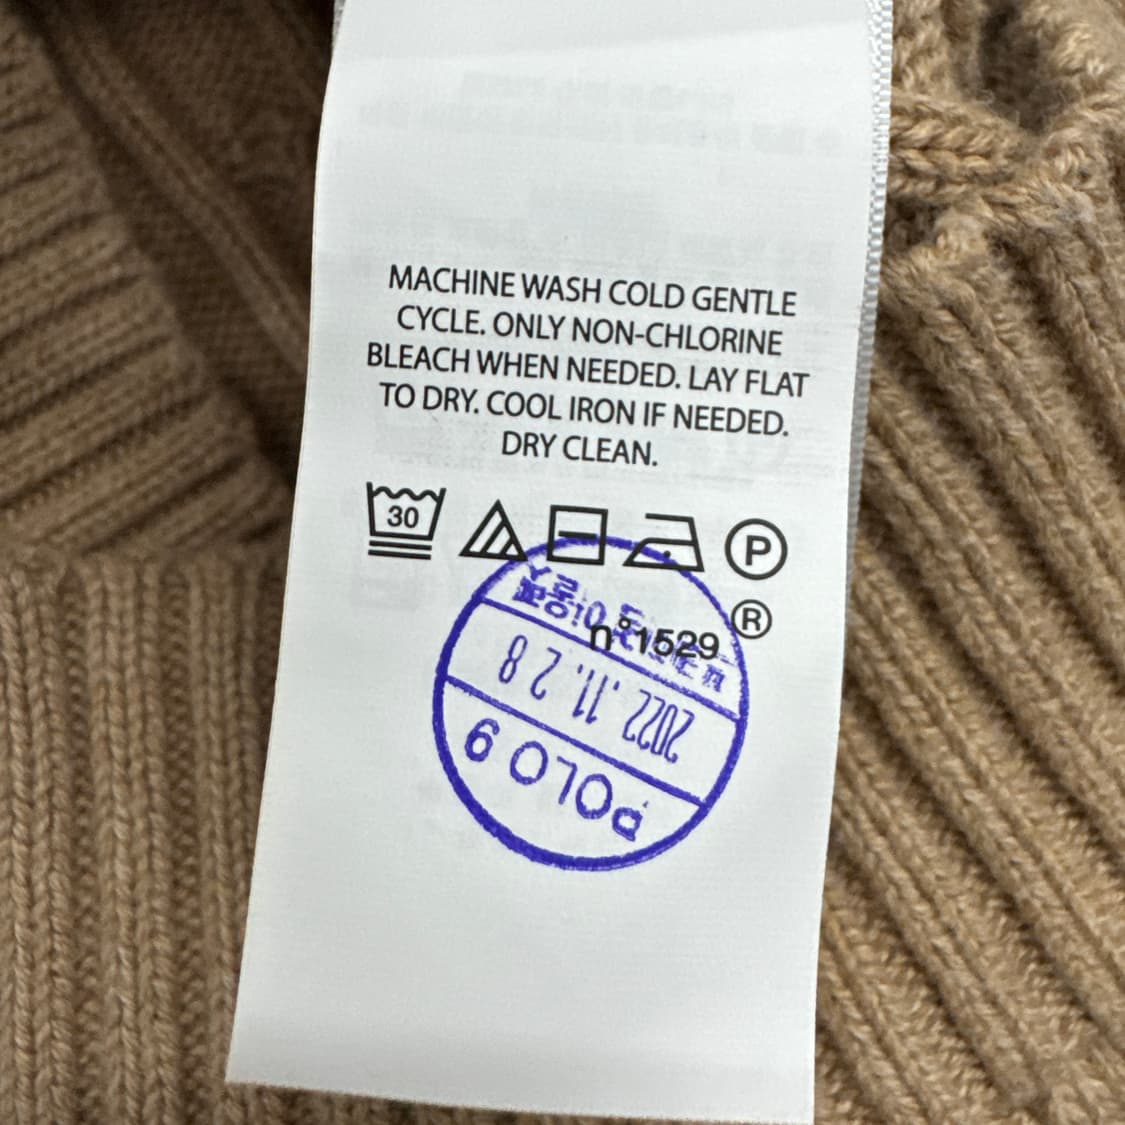 MACHINE WASH COLD GENTLE
CYCLE. ONLY NON-CHLORINE
BLEACH WHEN NEEDED. LAY FLAT
TO DRY. COOL IRON IF NEEDED.
DRY CLEAN.
30
P
®
n°1529
POLO 9
2022. 11. 28